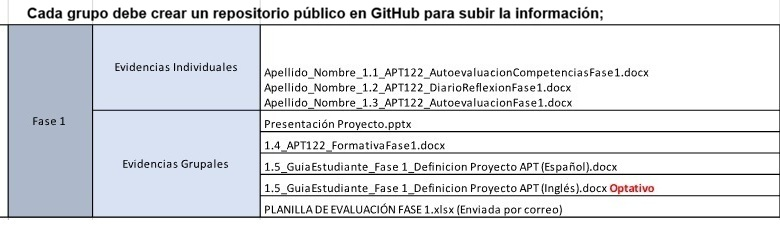 Cada grupo debe crear un repositorio público en GitHub para subir la información;
Fase 1
Evidencias Individuales
Apellido_Nombre_1.1_APT122_AutoevaluacionCompetenciasFase1.docx
Apellido_Nombre_1.2_APT122_DiarioReflexionFase1.docx
Apellido_Nombre_1.3_APT122_AutoevaluacionFase1.docx
Evidencias Grupales
Presentación Proyecto.pptx
1.4_APT122_FormativaFase1.docx
1.5_GuiaEstudiante_Fase 1_Definicion Proyecto APT (Español).docx
1.5_GuiaEstudiante_Fase 1_Definicion Proyecto APT (Inglés).docx Optativo
PLANILLA DE EVALUACIÓN FASE 1.xlsx (Enviada por correo)